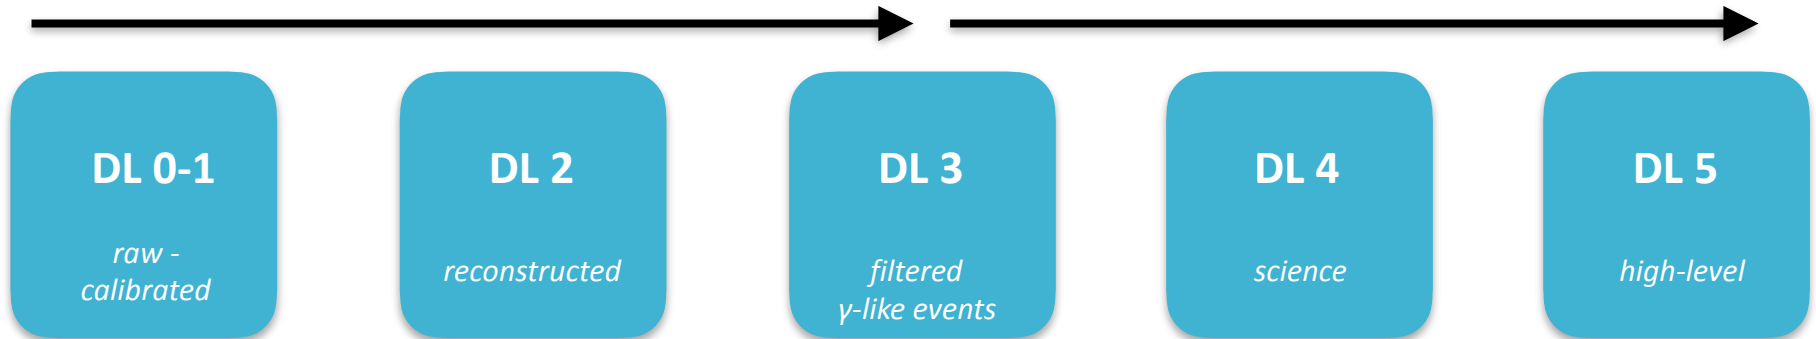 DL 0-1
raw -
calibrated
DL 2
reconstructed
DL 3
filtered
γ-like events
DL 4
science
DL 5
high-level